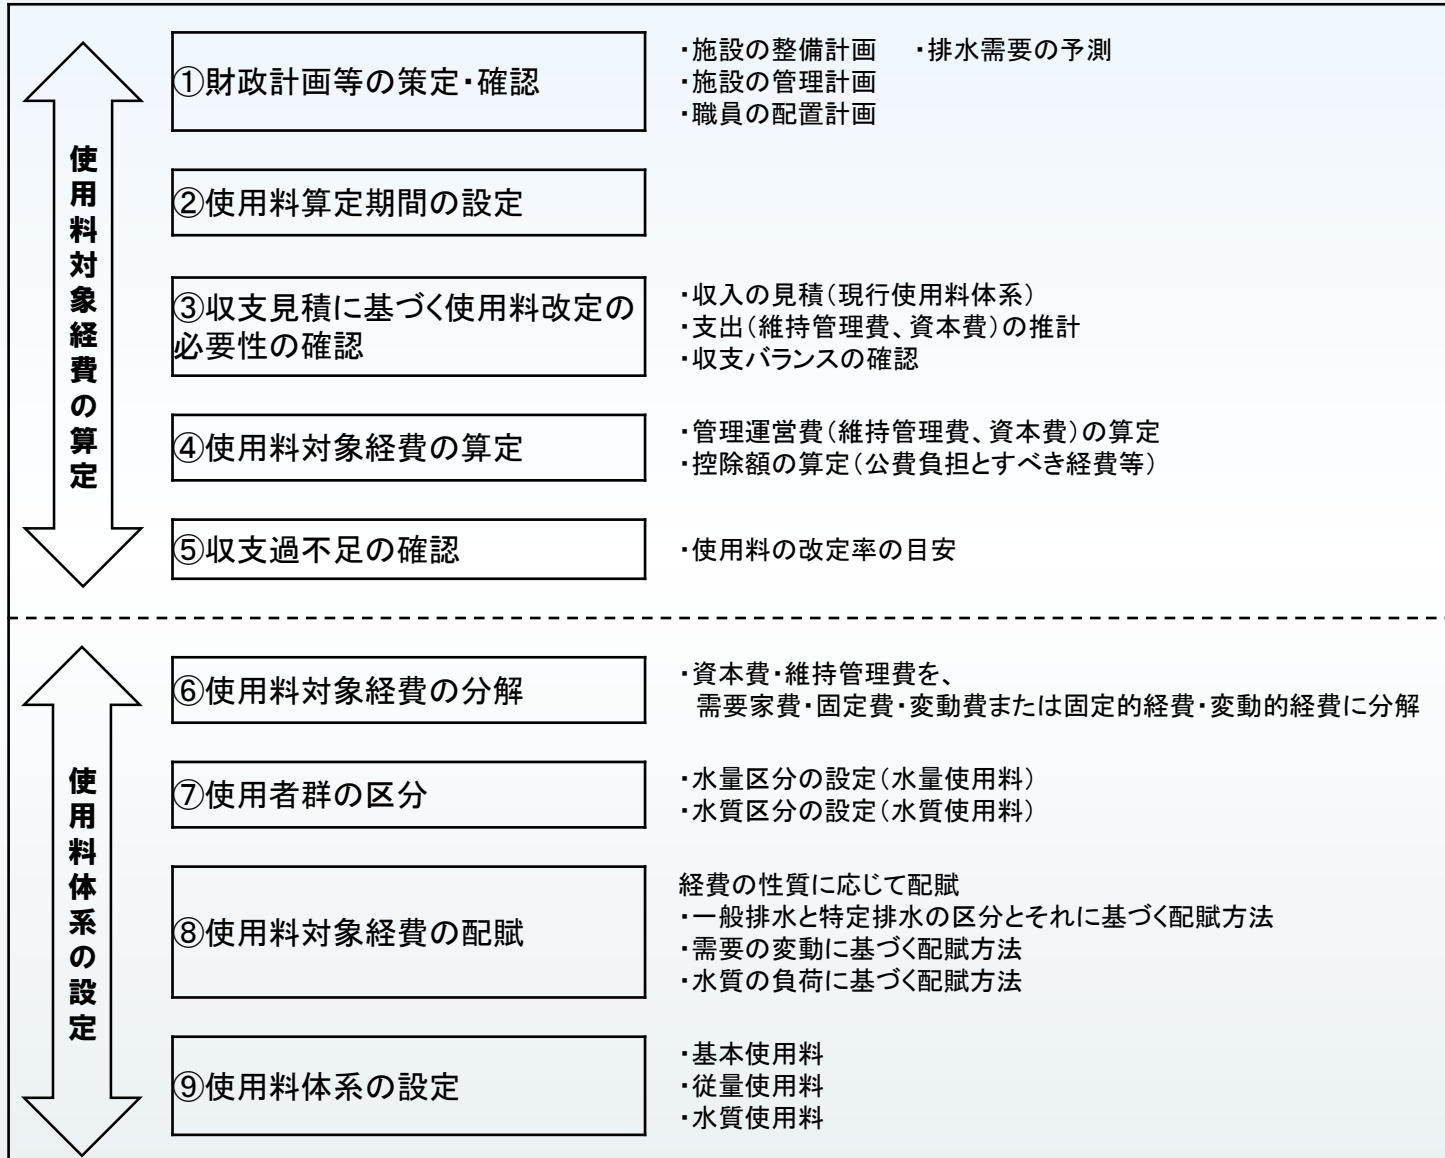 使用料対象経費の算定
①財政計画等の策定・確認
・施設の整備計画　・排水需要の予測
・施設の管理計画
・職員の配置計画
②使用料算定期間の設定
③収支見積に基づく使用料改定の
必要性の確認
・収入の見積（現行使用料体系）
・支出（維持管理費、資本費）の推計
・収支バランスの確認
④使用料対象経費の算定
・管理運営費（維持管理費、資本費）の算定
・控除額の算定（公費負担とすべき経費等）
⑤収支過不足の確認
・使用料の改定率の目安
使用料体系の設定
⑥使用料対象経費の分解
・資本費・維持管理費を、
需要家費・固定費・変動費または固定的経費・変動的経費に分解
⑦使用者群の区分
・水量区分の設定（水量使用料）
・水質区分の設定（水質使用料）
⑧使用料対象経費の配賦
経費の性質に応じて配賦
・一般排水と特定排水の区分とそれに基づく配賦方法
・需要の変動に基づく配賦方法
・水質の負荷に基づく配賦方法
⑨使用料体系の設定
・基本使用料
・従量使用料
・水質使用料